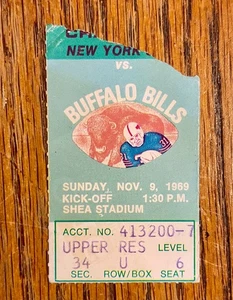 NEW YORK
VS.
BUFFALO BILLS
SUNDAY, NOV. 9, 1969
KICK-OFF 1:30 P.M.
SHEA STADIUM
ACCT. NO. 413200-7
UPPER RES LEVEL
34 U 6
SEC. ROW/BOX SEAT